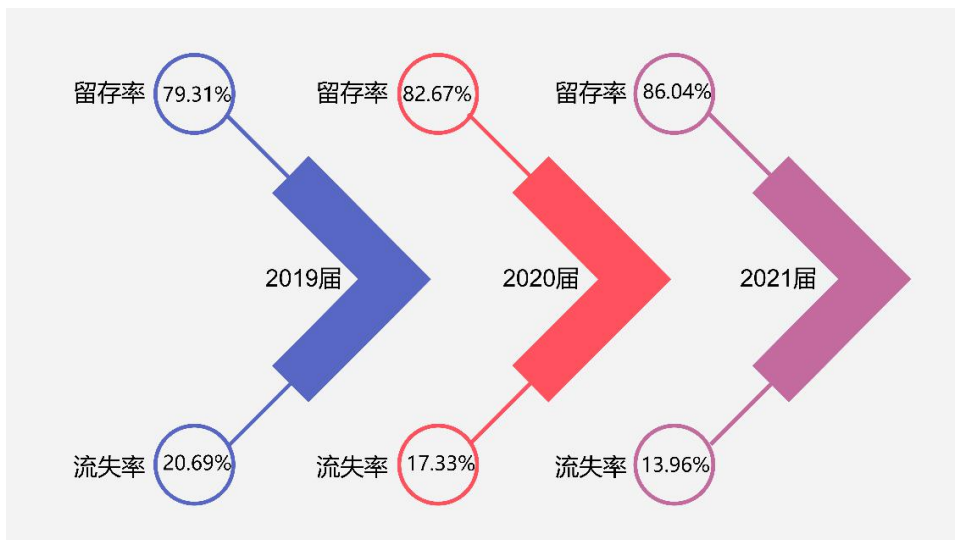 留存率 79.31% 留存率 82.67% 留存率 86.04%
2019届 2020届 2021届
流失率 20.69% 流失率 17.33% 流失率 13.96%